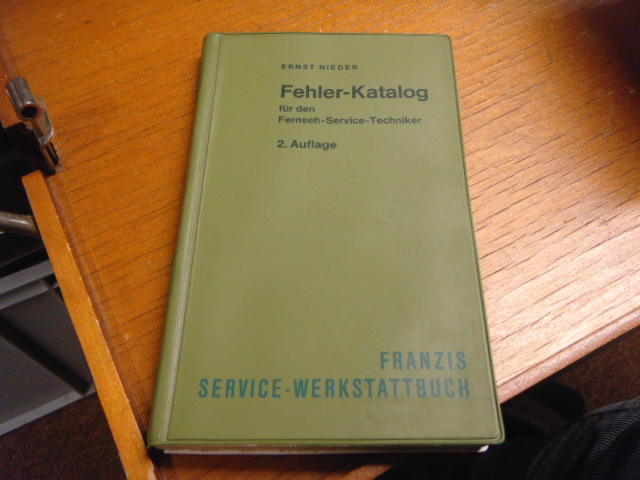 ERNST NIEDER
Fehler-Katalog
für den
Fernseh-Service-Techniker
2. Auflage
FRANZIS
SERVICE-WERKSTATTBUCH